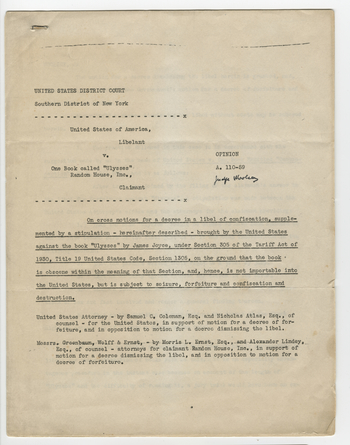 UNITED STATES DISTRICT COURT
Southern District of New York
- - - - - - - - - - - - - - - - - - - - - - - x
United States of America,
Libelant
v.
OPINION
One Book called "Ulysses"
Random House, Inc.,
A. 110-59
Claimant
- - - - - - - - - - - - - - - - - - - - - - - x
On cross motions for a decree in a libel of confiscation, supple-
mented by a stipulation - hereinafter described - brought by the United States
against the book "Ulysses" by James Joyce, under Section 305 of the Tariff Act of
1930, Title 19 United States Code, Section 1305, on the ground that the book
is obscene within the meaning of that Section, and, hence, is not importable into
the United States, but is subject to seizure, forfeiture and confiscation and
destruction.
United States Attorney - by Samuel C. Coleman, Esq. and Nicholas Atlas, Esq., of
counsel - for the United States, in support of motion for a decree of for-
feiture, and in opposition to motion for a decree dismissing the libel.
Messrs. Greenbaum, Wolff & Ernst, - by Morris L. Ernst, Esq., and Alexander Lindey,
Esq., of counsel - attorneys for claimant Random House, Inc., in support of
motion for a decree dismissing the libel, and in opposition to motion for a
decree of forfeiture.